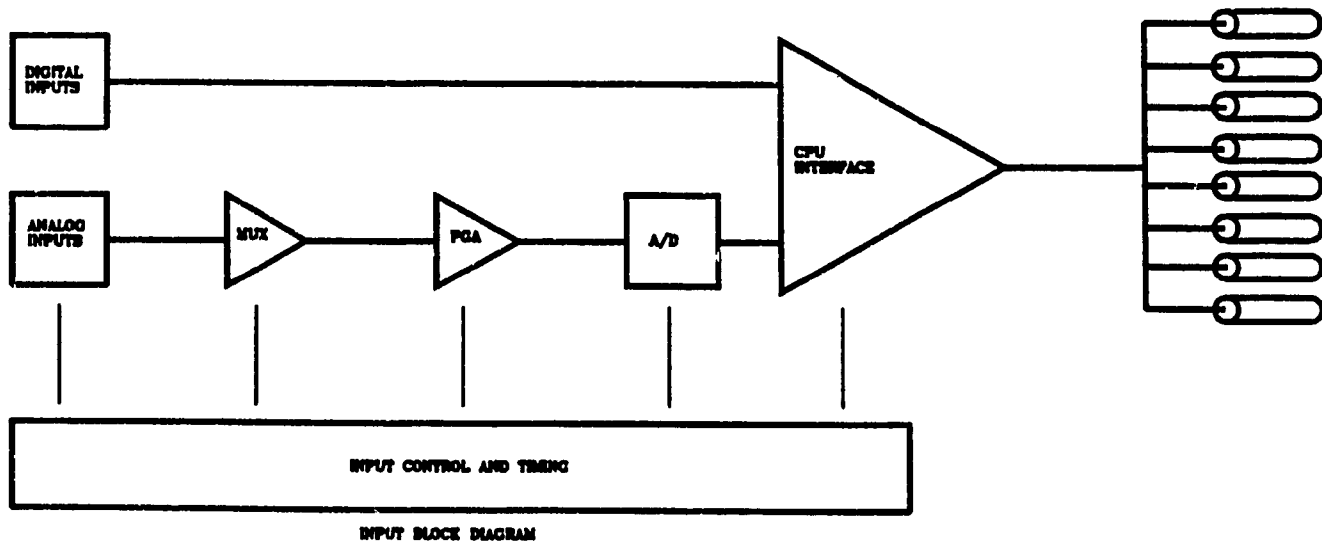 DIGITAL
INPUTS
CPU
INTERFACE
ANALOG
INPUTS
MUX
PGA
A/D
INPUT CONTROL AND TIMING
INPUT BLOCK DIAGRAM